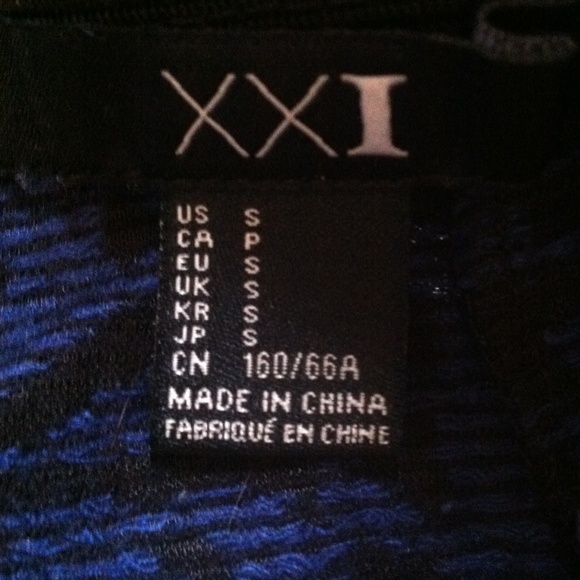 XXI
US S
CA P
EU S
UK S
KR S
JP S
CN 160/66A
MADE IN CHINA
FABRIQUÉ EN CHINE